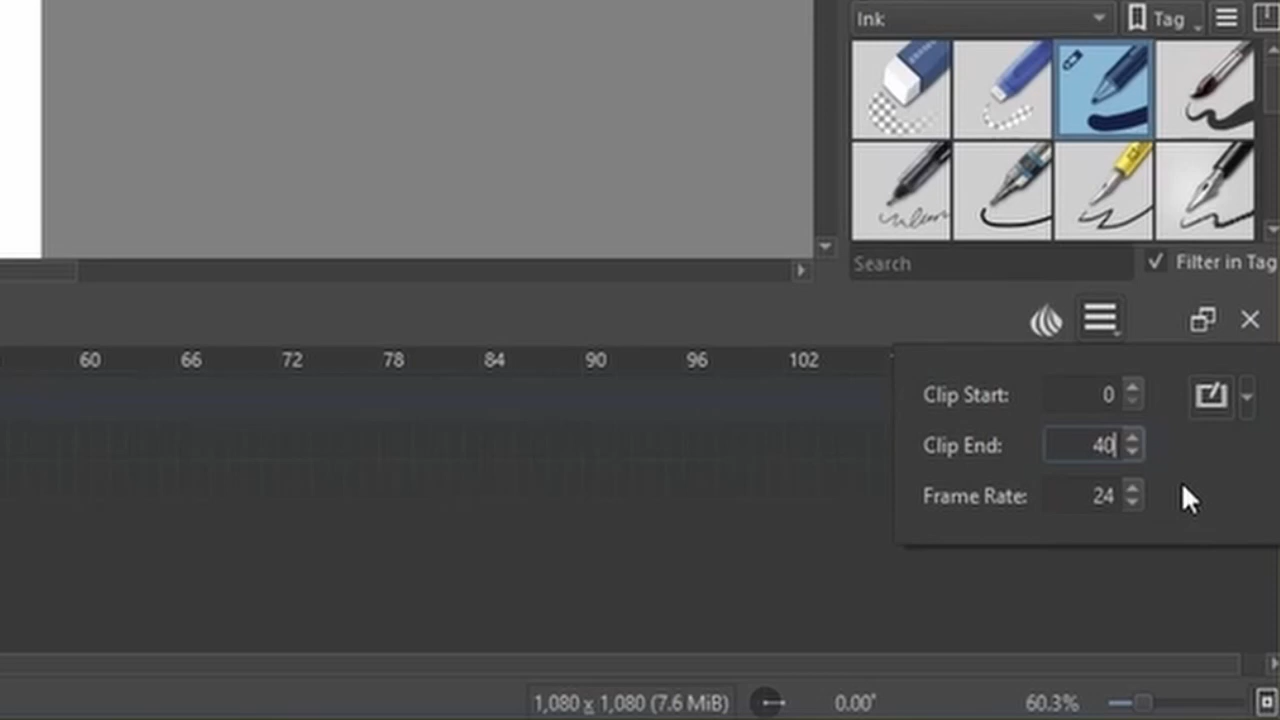 Ink
Tag
Search
Filter in Tag
60 66 72 78 84 90 96 102
Clip Start: 0
Clip End: 40
Frame Rate: 24
1,080 x 1,080 (7.6 MiB)
0.00°
60.3%